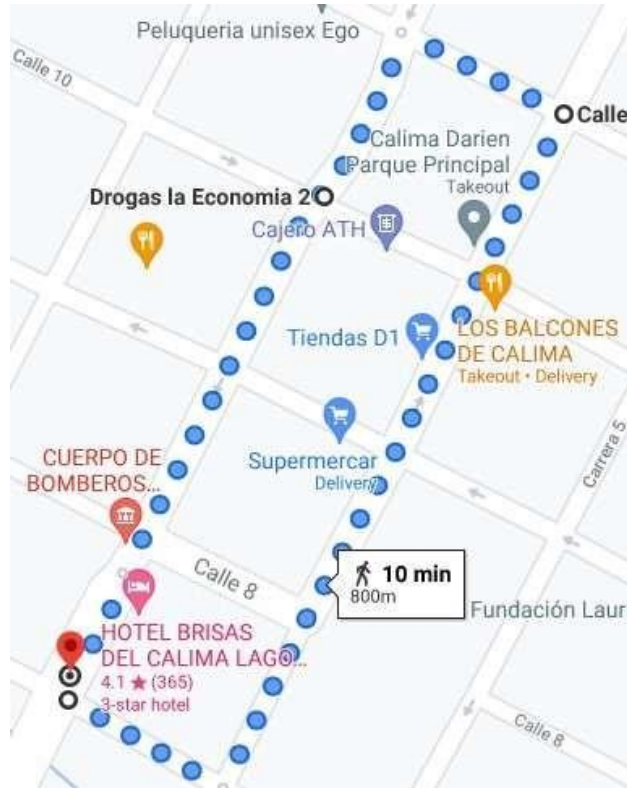 Peluqueria unisex Ego
Calle 10
Calle
Calima Darien
Parque Principal
Takeout
Drogas la Economia 2
Cajero ATH
Tiendas D1
LOS BALCONES
DE CALIMA
Takeout • Delivery
CUERPO DE
BOMBEROS...
Supermercar
Delivery
Carrera 5
Calle 8
10 min
800m
Fundación Laur
HOTEL BRISAS
DEL CALIMA LAGO...
4.1 ★ (365)
3-star hotel
Calle 8